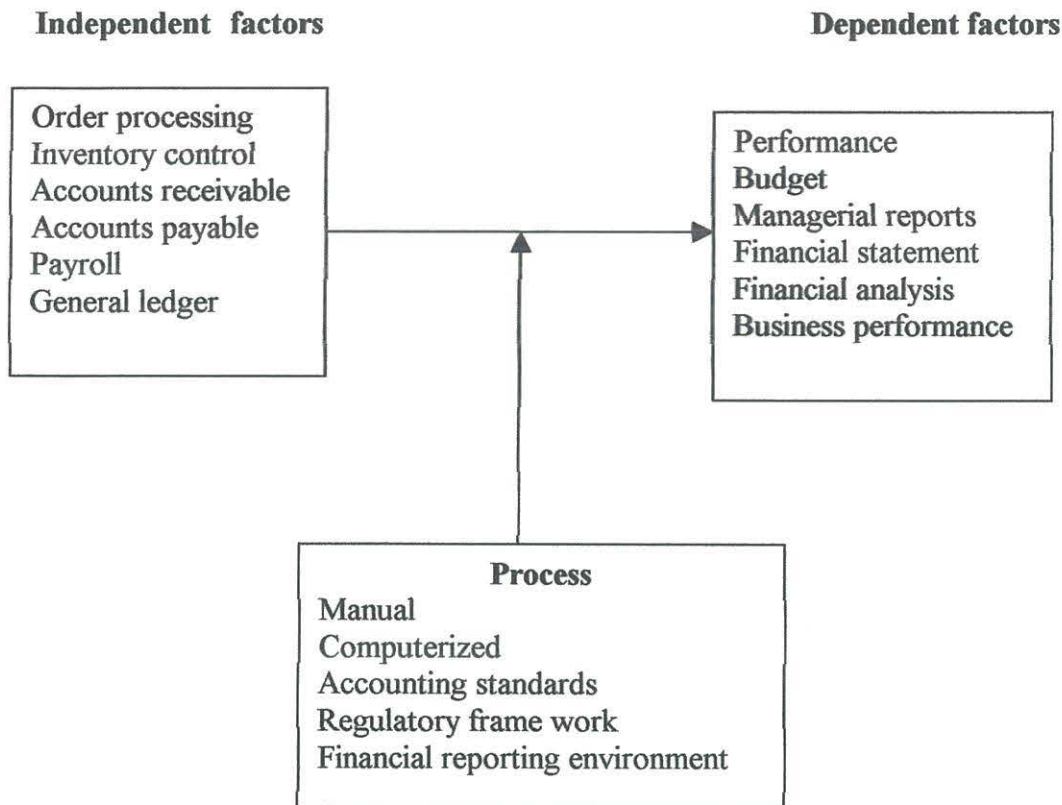 Independent factors
Dependent factors
Order processing
Inventory control
Accounts receivable
Accounts payable
Payroll
General ledger
Performance
Budget
Managerial reports
Financial statement
Financial analysis
Business performance
Process
Manual
Computerized
Accounting standards
Regulatory frame work
Financial reporting environment